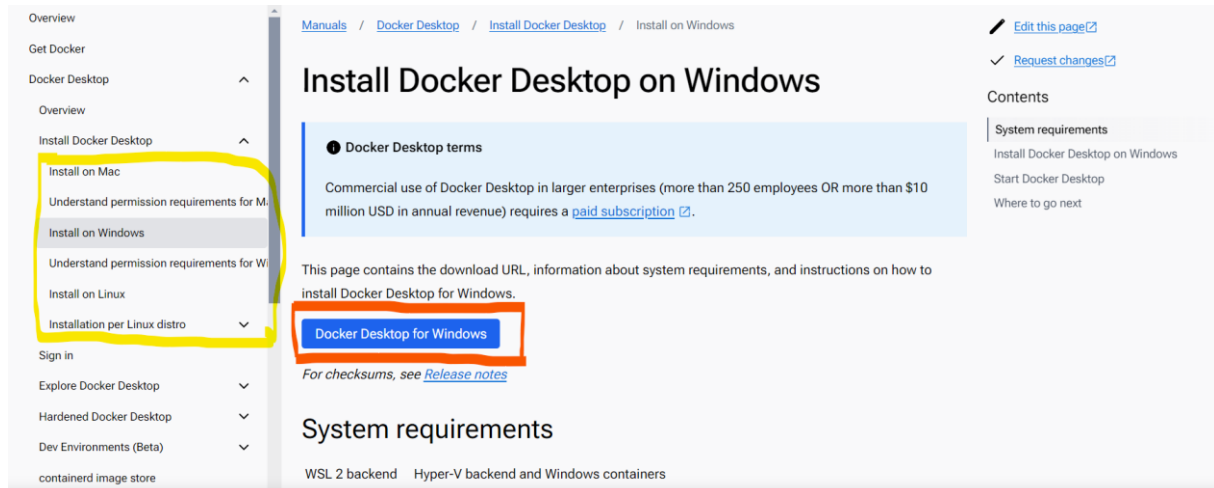 Overview
Get Docker
Docker Desktop
Overview
Install Docker Desktop
Install on Mac
Understand permission requirements for Ma
Install on Windows
Understand permission requirements for Wi
Install on Linux
Installation per Linux distro
Sign in
Explore Docker Desktop
Hardened Docker Desktop
Dev Environments (Beta)
containerd image store
Manuals / Docker Desktop / Install Docker Desktop / Install on Windows
Install Docker Desktop on Windows
Docker Desktop terms
Commercial use of Docker Desktop in larger enterprises (more than 250 employees OR more than $10
million USD in annual revenue) requires a paid subscription.
This page contains the download URL, information about system requirements, and instructions on how to
install Docker Desktop for Windows.
Docker Desktop for Windows
For checksums, see Release notes
System requirements
WSL 2 backend Hyper-V backend and Windows containers
Edit this page
Request changes
Contents
System requirements
Install Docker Desktop on Windows
Start Docker Desktop
Where to go next